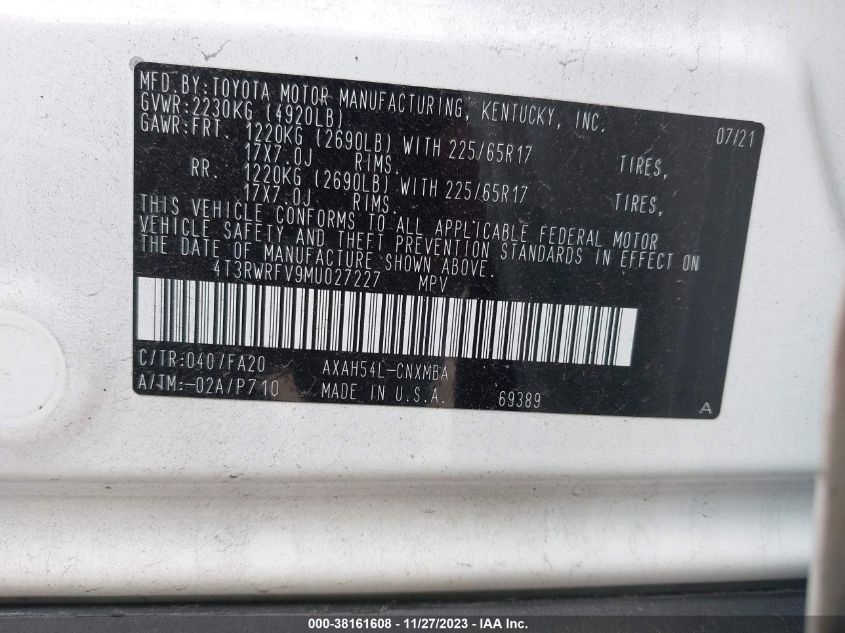 MFD.BY:TOYOTA MOTOR MANUFACTURING, KENTUCKY, INC. 07/21
GVWR:2230KG (4920LB)
GAWR:FRT. 1220KG (2690LB) WITH 225/65R17 TIRES,
17X7.0J RIMS.
RR. 1220KG (2690LB) WITH 225/65R17 TIRES,
17X7.0J RIMS.
THIS VEHICLE CONFORMS TO ALL APPLICABLE FEDERAL MOTOR
VEHICLE SAFETY AND THEFT PREVENTION STANDARDS IN EFFECT ON
THE DATE OF MANUFACTURE SHOWN ABOVE.
4T3RWRFV9MU027227 MPV
C/TR:040/FA20 AXAH54L-CNXMBA
A/TM:-02A/P710 MADE IN U.S.A. 69389 A
000-38161608 - 11/27/2023 - IAAI Inc.